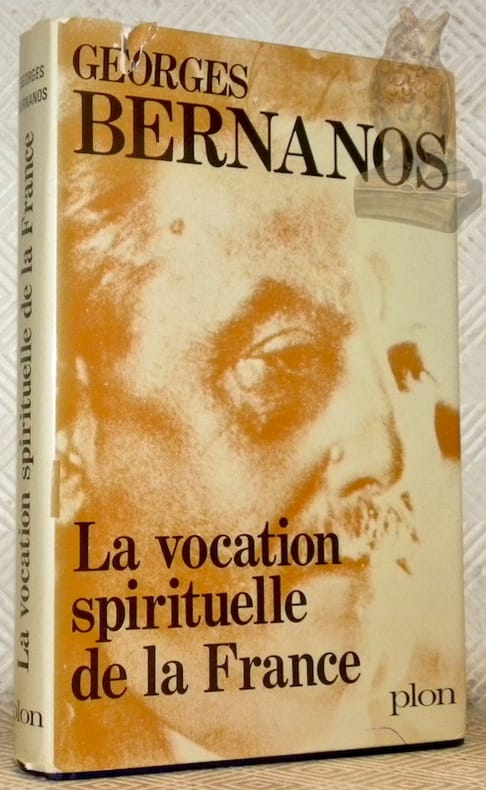 GEORGES
BERNANOS
La vocation
spirituelle
de la France
plon
GEORGES
BERNANOS
La vocation spirituelle de la France
plon